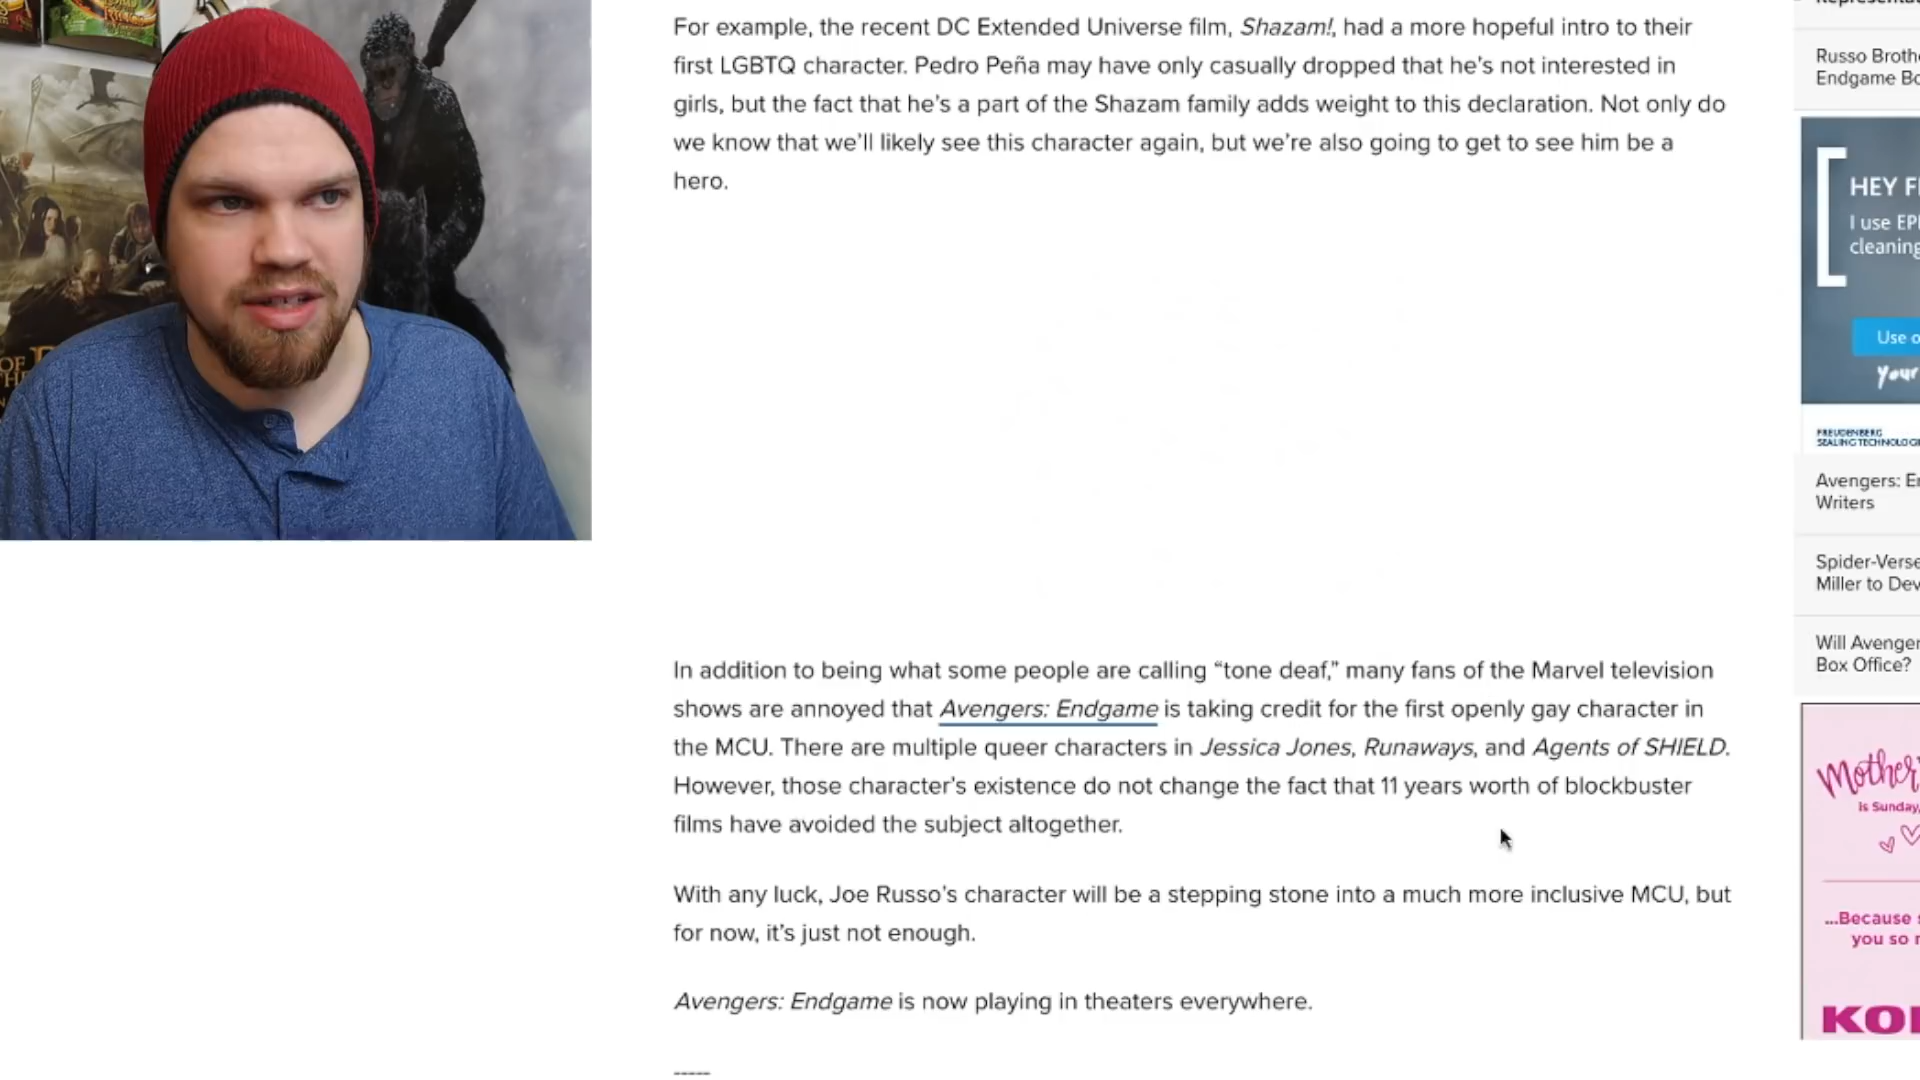 For example, the recent DC Extended Universe film, Shazam!, had a more hopeful intro to their
first LGBTQ character. Pedro Peña may have only casually dropped that he’s not interested in
girls, but the fact that he’s a part of the Shazam family adds weight to this declaration. Not only do
we know that we’ll likely see this character again, but we’re also going to get to see him be a
hero.
In addition to being what some people are calling “tone deaf,” many fans of the Marvel television
shows are annoyed that Avengers: Endgame is taking credit for the first openly gay character in
the MCU. There are multiple queer characters in Jessica Jones, Runaways, and Agents of SHIELD.
However, those character’s existence do not change the fact that 11 years worth of blockbuster
films have avoided the subject altogether.
With any luck, Joe Russo’s character will be a stepping stone into a much more inclusive MCU, but
for now, it’s just not enough.
Avengers: Endgame is now playing in theaters everywhere.
-----
Russo
Endgame
HEY
I use
cleaning
Use
Your
FREUDENBERG
SEALING
Avengers:
Writers
Spider-Verse
Miller to
Will
Box Office?
is Sunday,
...Because
you so
OF